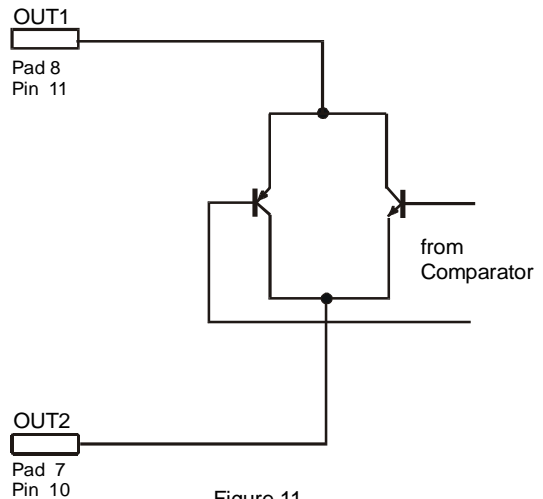 OUT1
Pad 8
Pin 11
from
Comparator
OUT2
Pad 7
Pin 10
Figure 11